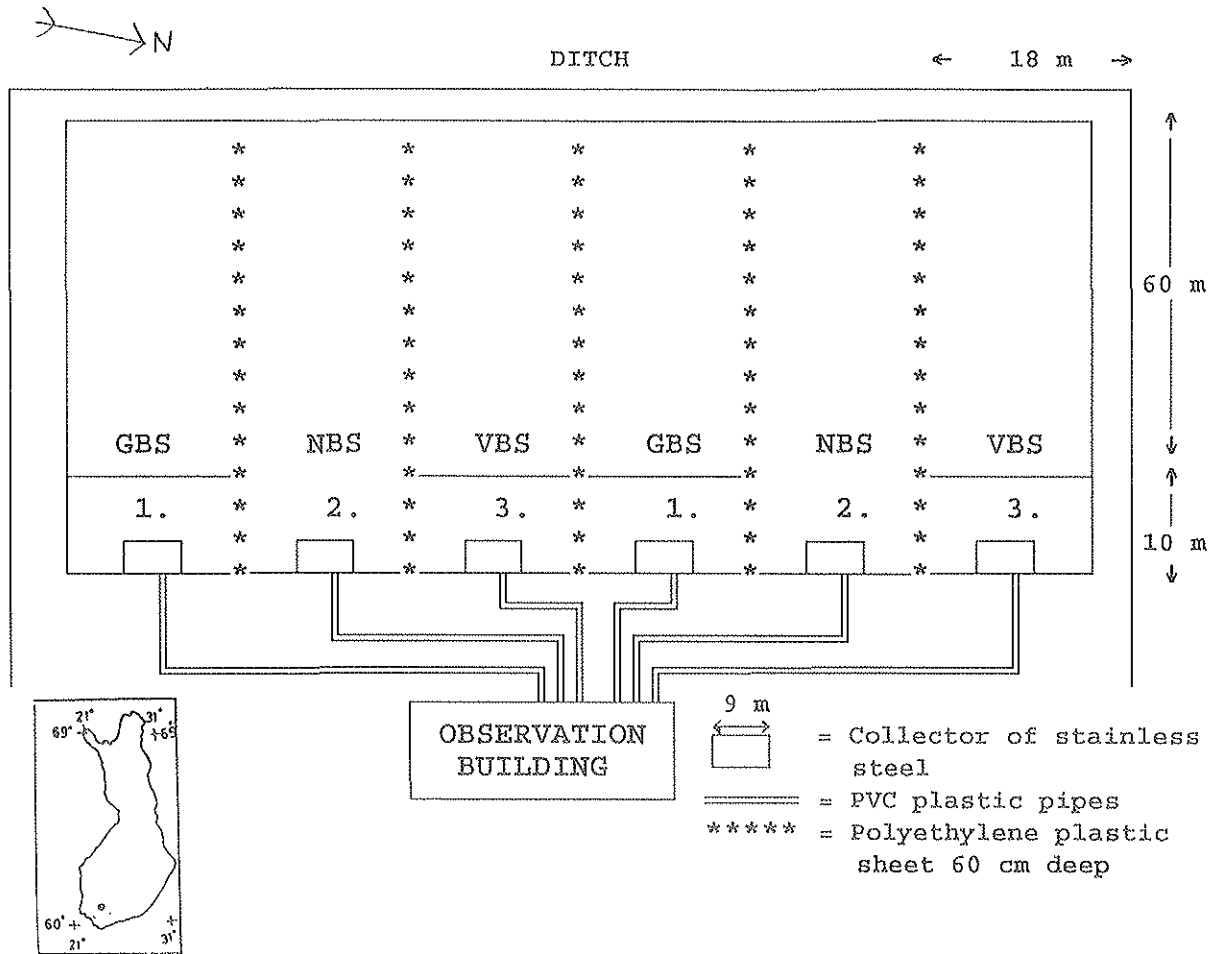 N
DITCH
← 18 m →
60 m
GBS NBS VBS GBS NBS VBS
1. 2. 3. 1. 2. 3.
10 m
OBSERVATION
BUILDING
9 m
= Collector of stainless
steel
= PVC plastic pipes
***** = Polyethylene plastic
sheet 60 cm deep
21° 31°
69° 69
60°
21° 31°